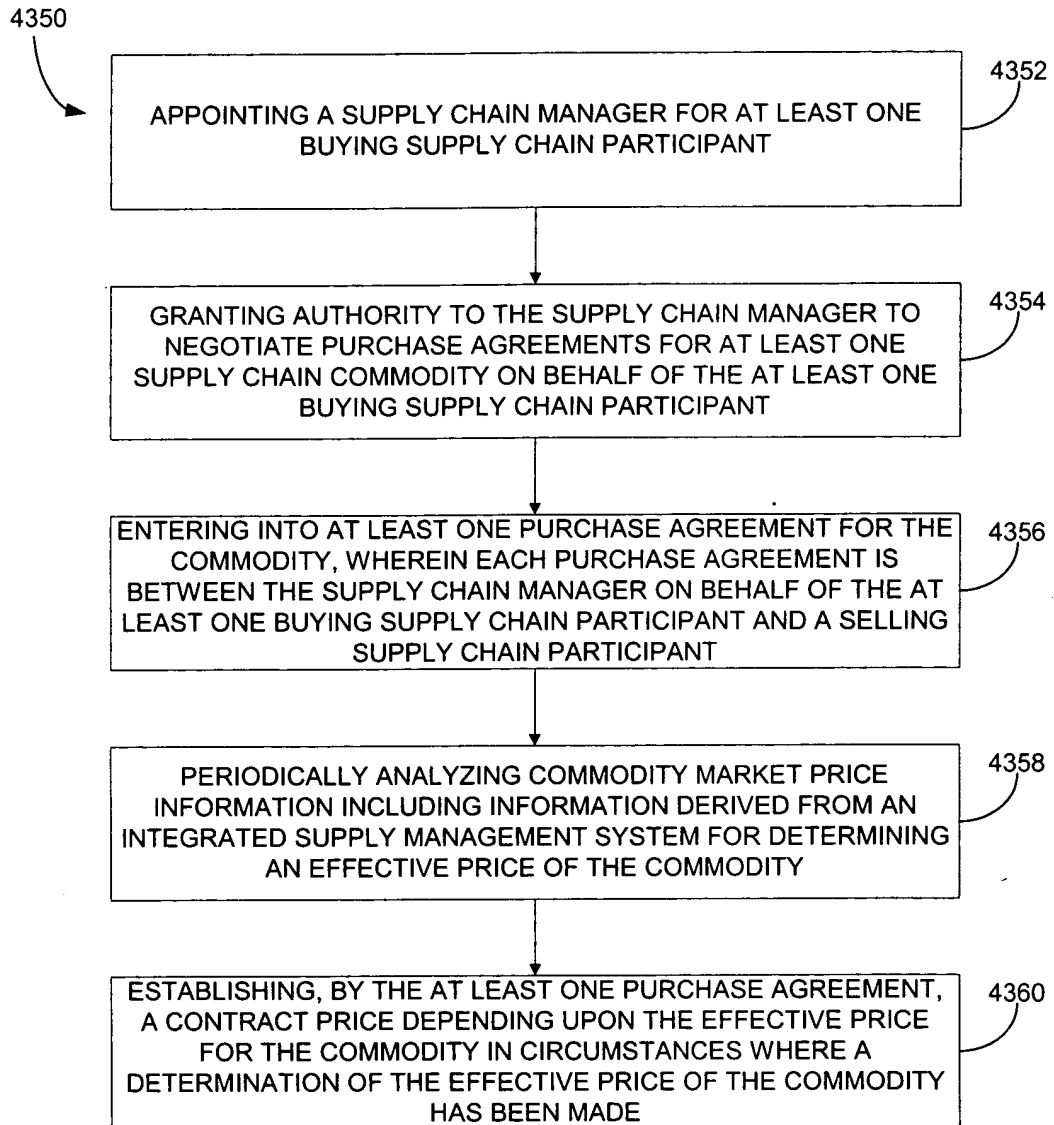 4350
4352
APPOINTING A SUPPLY CHAIN MANAGER FOR AT LEAST ONE
BUYING SUPPLY CHAIN PARTICIPANT
4354
GRANTING AUTHORITY TO THE SUPPLY CHAIN MANAGER TO
NEGOTIATE PURCHASE AGREEMENTS FOR AT LEAST ONE
SUPPLY CHAIN COMMODITY ON BEHALF OF THE AT LEAST ONE
BUYING SUPPLY CHAIN PARTICIPANT
4356
ENTERING INTO AT LEAST ONE PURCHASE AGREEMENT FOR THE
COMMODITY, WHEREIN EACH PURCHASE AGREEMENT IS
BETWEEN THE SUPPLY CHAIN MANAGER ON BEHALF OF THE AT
LEAST ONE BUYING SUPPLY CHAIN PARTICIPANT AND A SELLING
SUPPLY CHAIN PARTICIPANT
4358
PERIODICALLY ANALYZING COMMODITY MARKET PRICE
INFORMATION INCLUDING INFORMATION DERIVED FROM AN
INTEGRATED SUPPLY MANAGEMENT SYSTEM FOR DETERMINING
AN EFFECTIVE PRICE OF THE COMMODITY
4360
ESTABLISHING, BY THE AT LEAST ONE PURCHASE AGREEMENT,
A CONTRACT PRICE DEPENDING UPON THE EFFECTIVE PRICE
FOR THE COMMODITY IN CIRCUMSTANCES WHERE A
DETERMINATION OF THE EFFECTIVE PRICE OF THE COMMODITY
HAS BEEN MADE